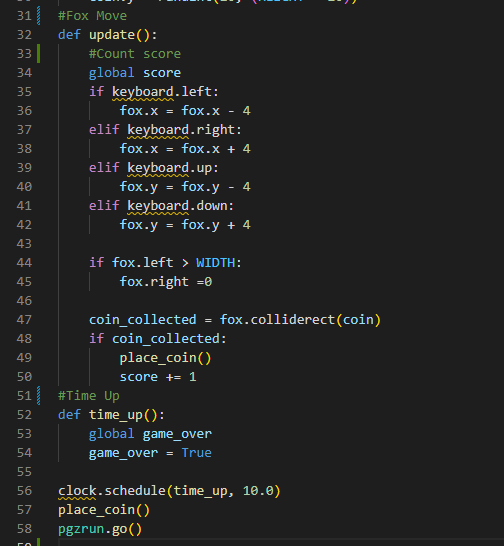 31 #Fox Move
32 def update():
33     #Count score
34     global score
35     if keyboard.left:
36         fox.x = fox.x - 4
37     elif keyboard.right:
38         fox.x = fox.x + 4
39     elif keyboard.up:
40         fox.y = fox.y - 4
41     elif keyboard.down:
42         fox.y = fox.y + 4
43
44     if fox.left > WIDTH:
45         fox.right =0
46
47     coin_collected = fox.colliderect(coin)
48     if coin_collected:
49         place_coin()
50         score += 1
51 #Time Up
52 def time_up():
53     global game_over
54     game_over = True
55
56 clock.schedule(time_up, 10.0)
57 place_coin()
58 pgzrun.go()